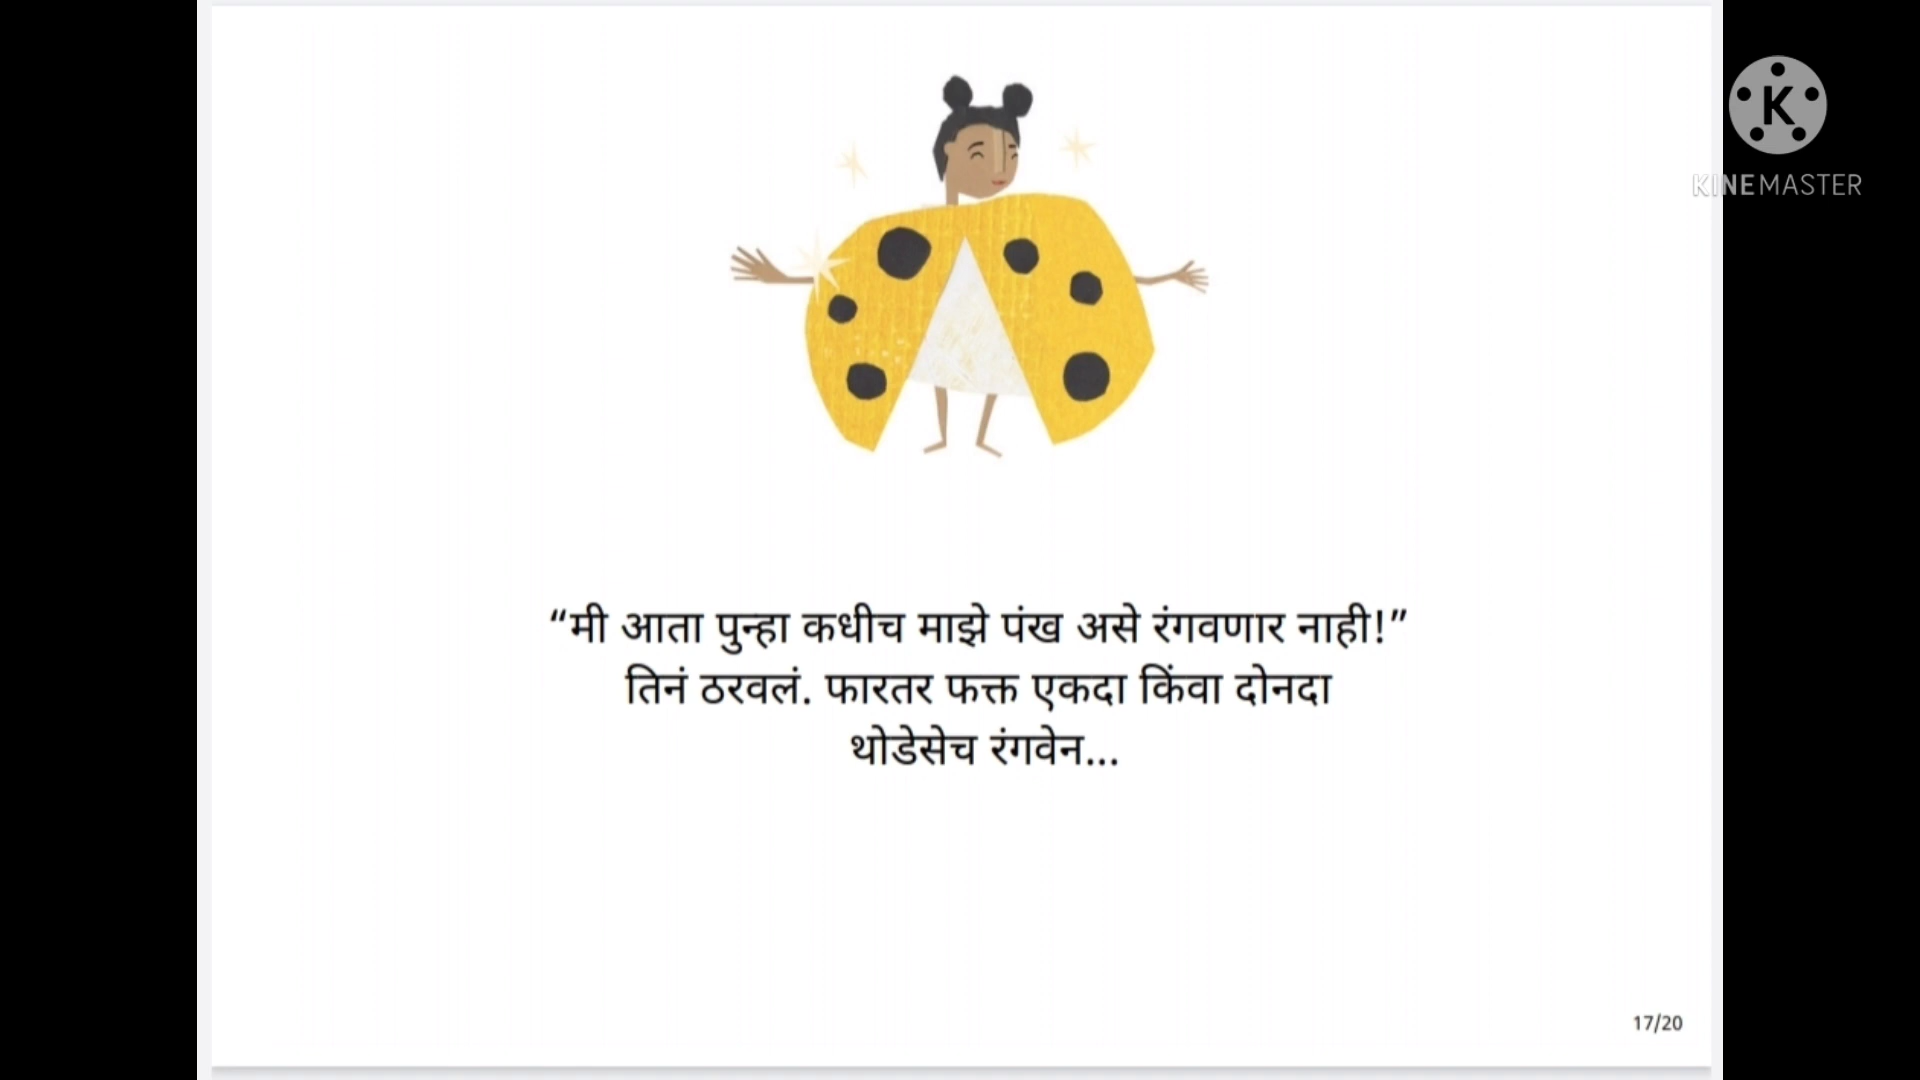 K
KINEMASTER
“मी आता पुन्हा कधीच माझे पंख असे रंगवणार नाही!”
तिनं ठरवलं. फारतर फक्त एकदा किंवा दोनदा
थोडेसेच रंगवेन...
17/20